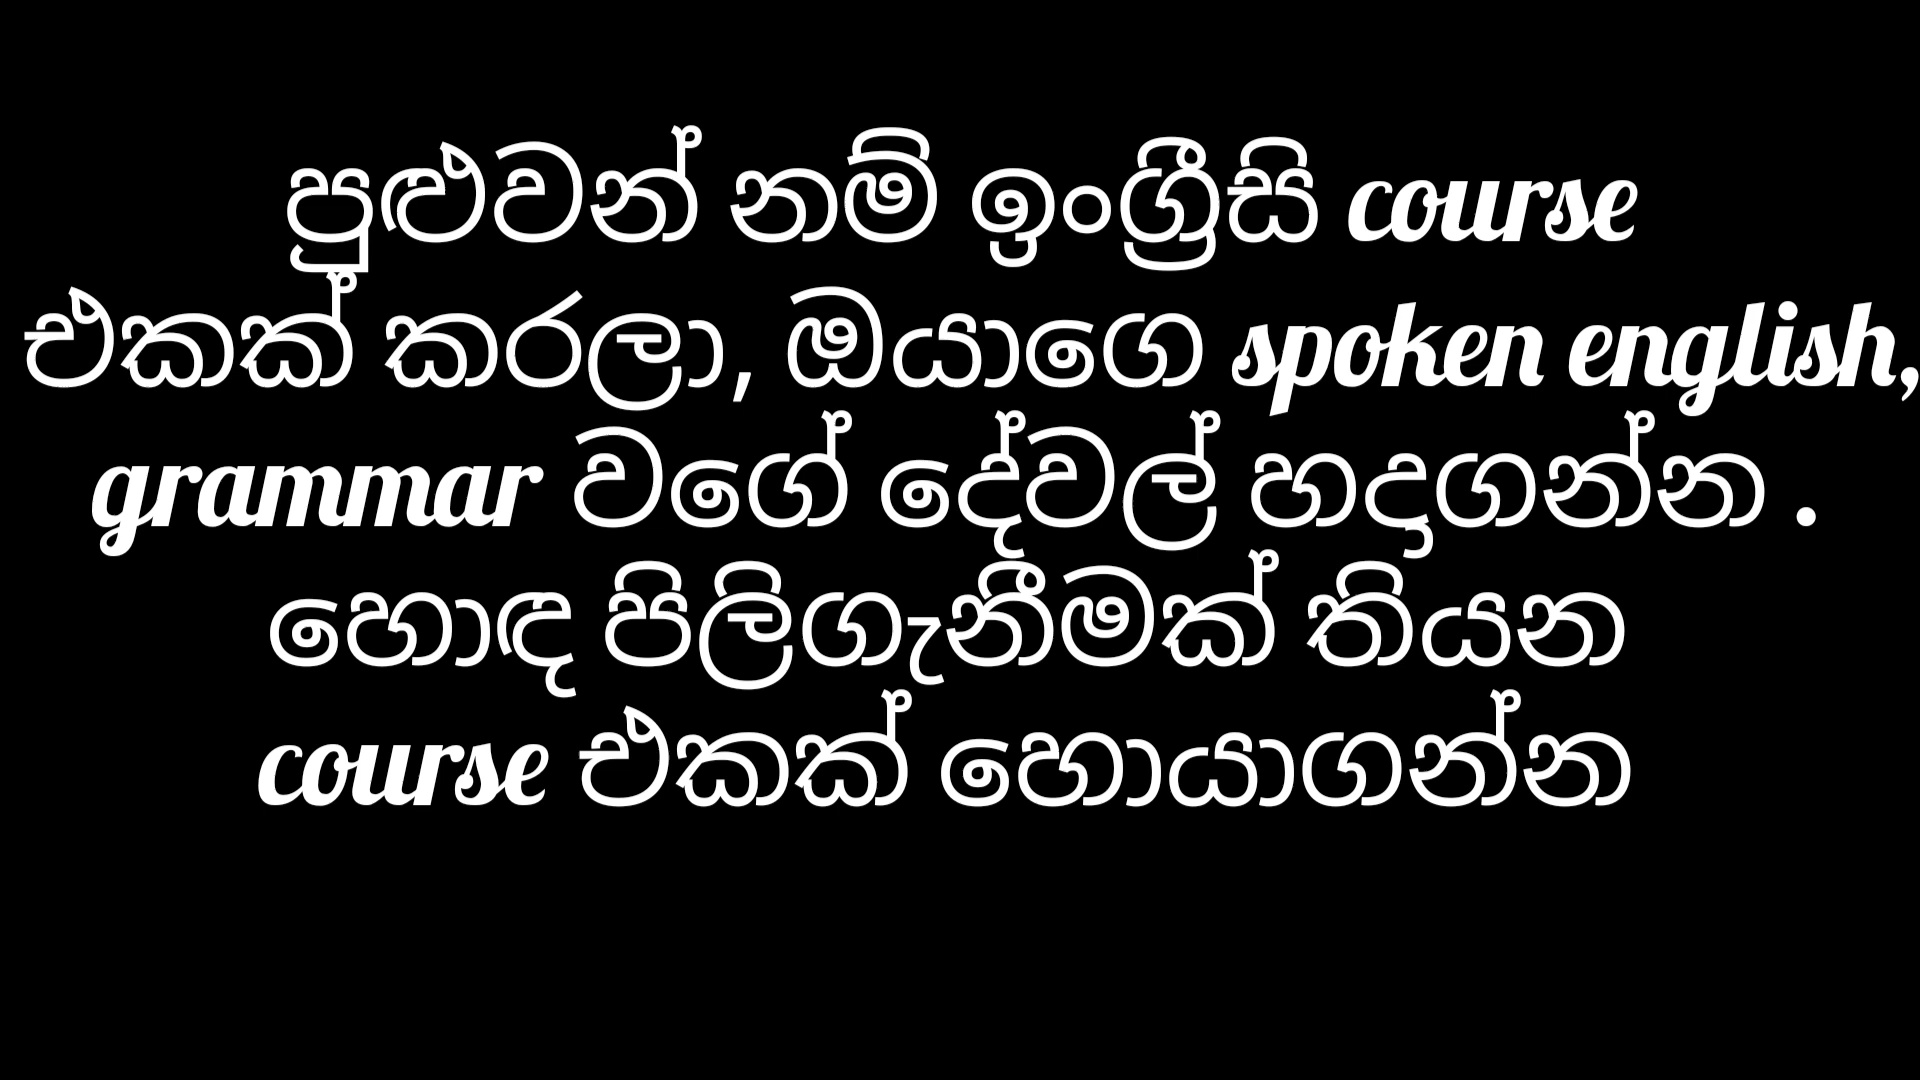 පුළුවන් නම් ඉංග්‍රීසි course
එකක් කරලා, ඔයාගෙ spoken english,
grammar වගේ දේවල් හදාගන්න .
හොඳ පිලිගැනීමක් තියන
course එකක් හොයාගන්න